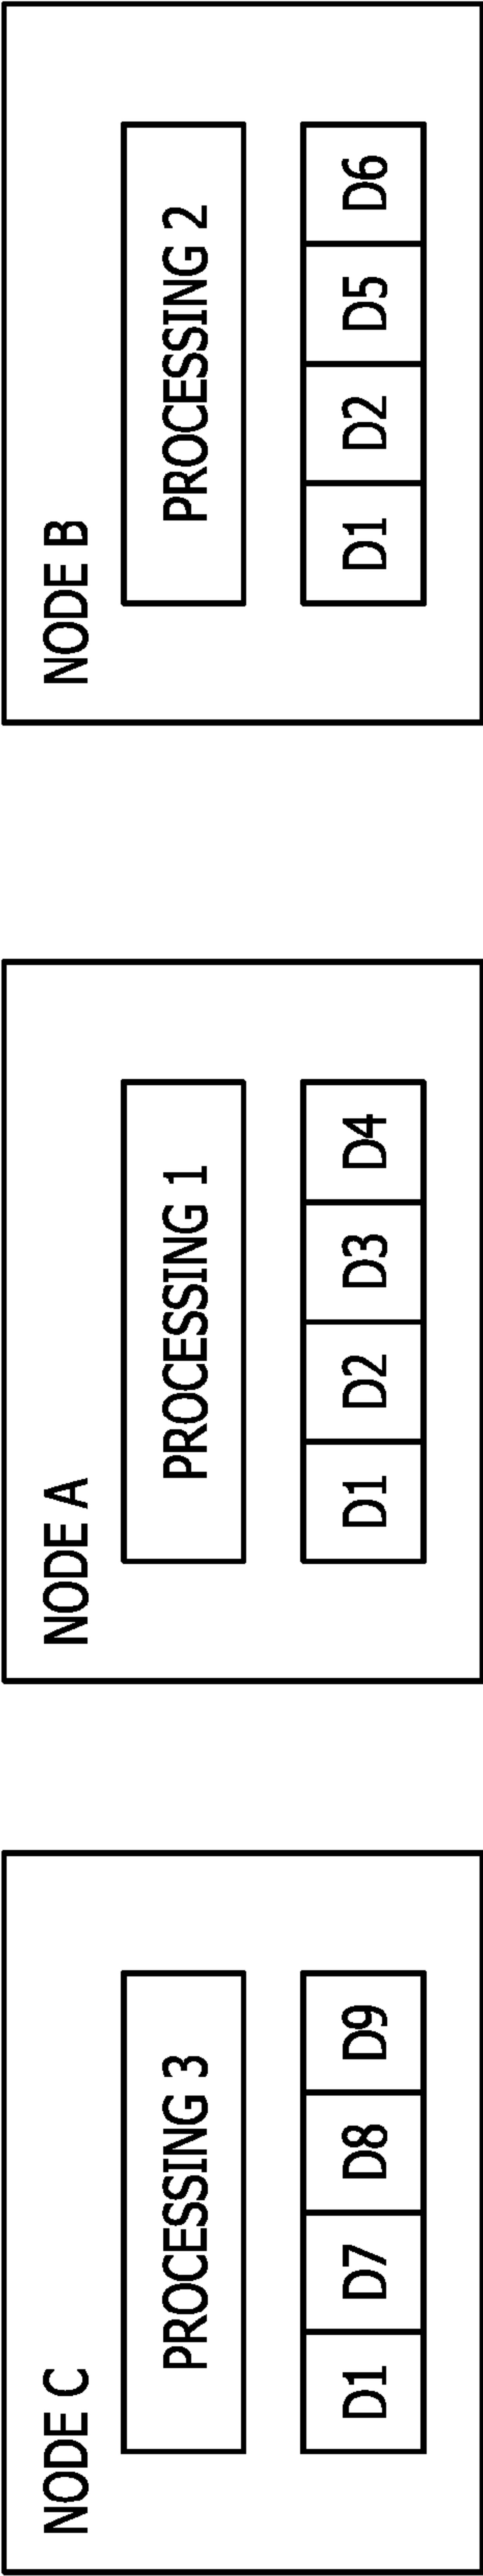 NODE C
PROCESSING 3
D1 D7 D8 D9
NODE A
PROCESSING 1
D1 D2 D3 D4
NODE B
PROCESSING 2
D1 D2 D5 D6